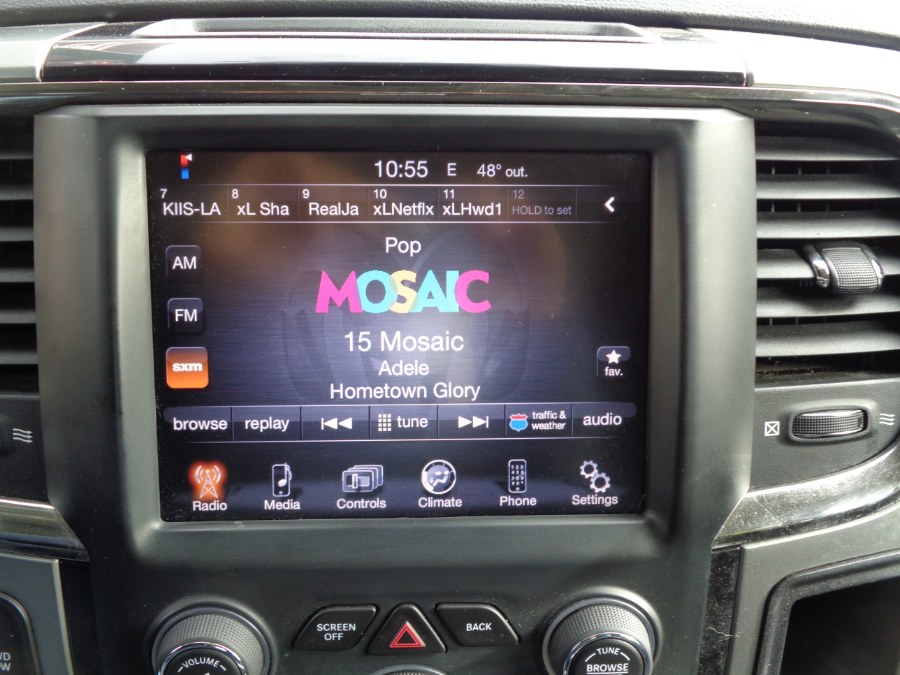 10:55 E 48° out.
7 8 9 10 11 12
KIIS-LA xL Sha RealJa xLNetflx xLHwd1 HOLD to set
Pop
AM
MOSAIC
FM
15 Mosaic
sxm
Adele
fav.
Hometown Glory
browse replay tune traffic & weather audio
Radio Media Controls Climate Phone Settings
SCREEN OFF
BACK
VOLUME
TUNE
BROWSE